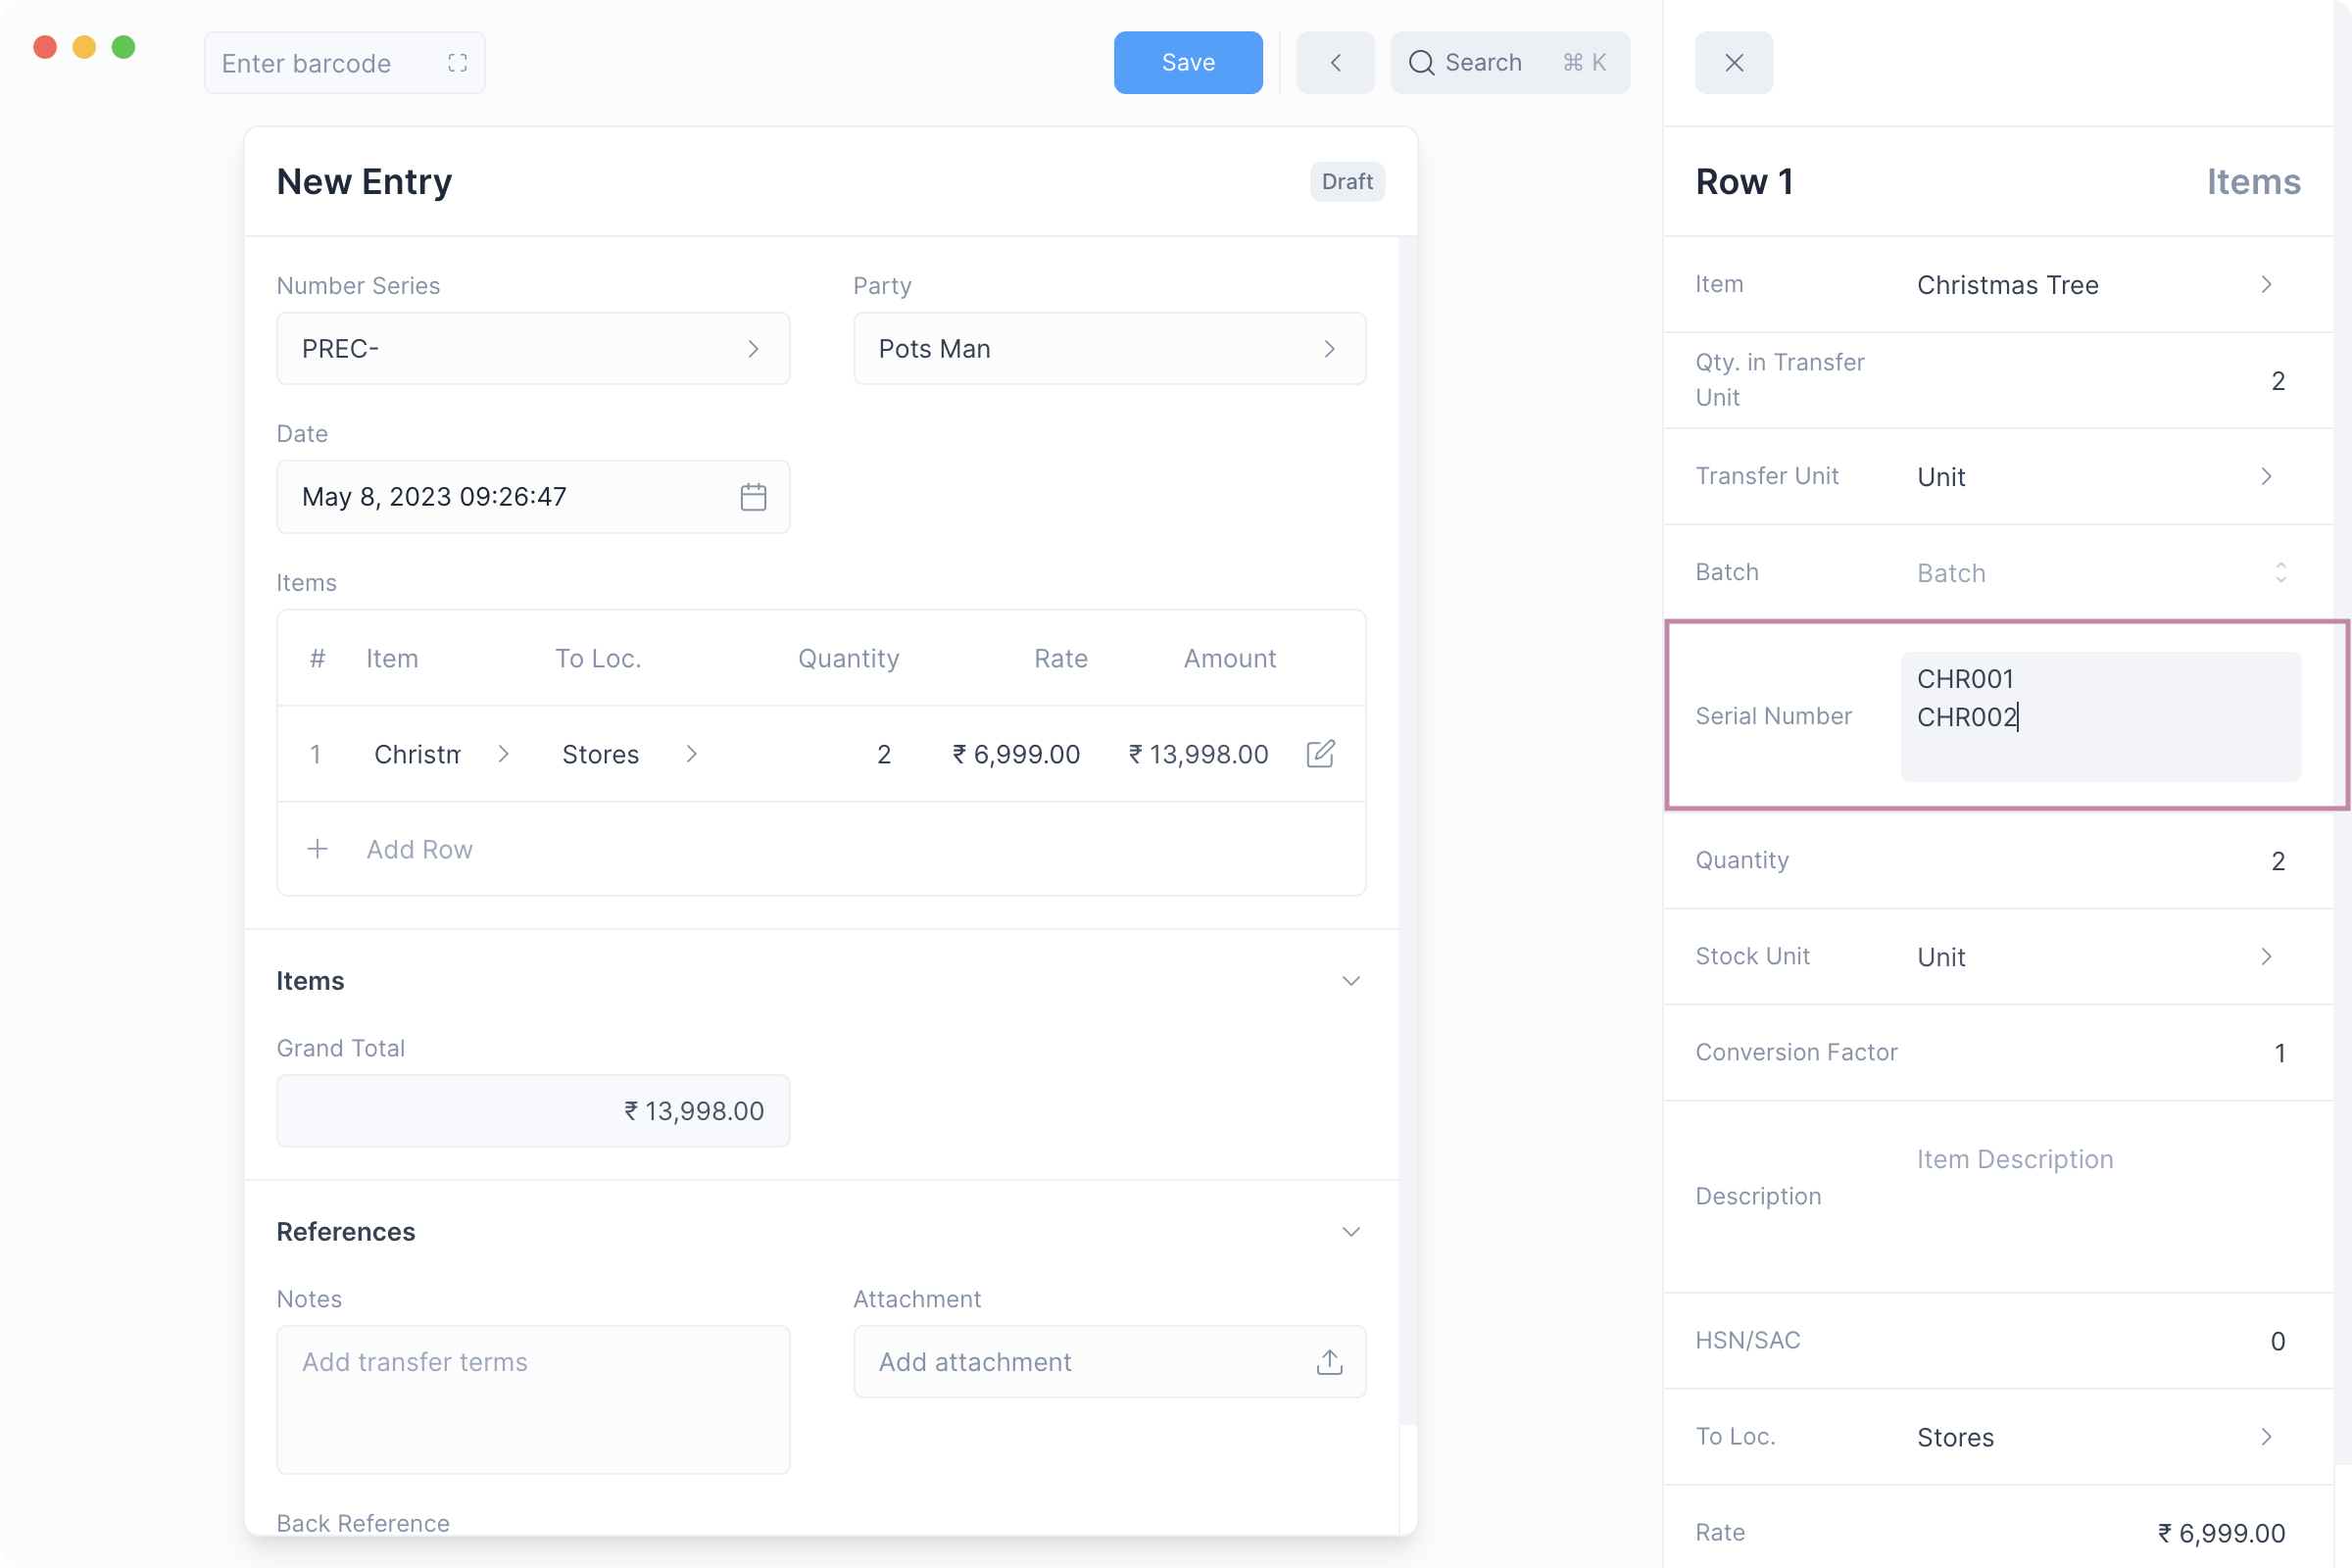 Enter barcode
Save
Search ⌘ K
New Entry
Draft
Number Series
Party
PREC-
Pots Man
Date
May 8, 2023 09:26:47
Items
# Item To Loc. Quantity Rate Amount
1 Christm Stores 2 ₹ 6,999.00 ₹ 13,998.00
Add Row
Items
Grand Total
₹ 13,998.00
References
Notes
Attachment
Add transfer terms
Add attachment
Back Reference
Row 1
Items
Item Christmas Tree
Qty. in Transfer
Unit
2
Transfer Unit Unit
Batch Batch
Serial Number
CHR001
CHR002
Quantity 2
Stock Unit Unit
Conversion Factor 1
Description
Item Description
HSN/SAC 0
To Loc. Stores
Rate ₹ 6,999.00